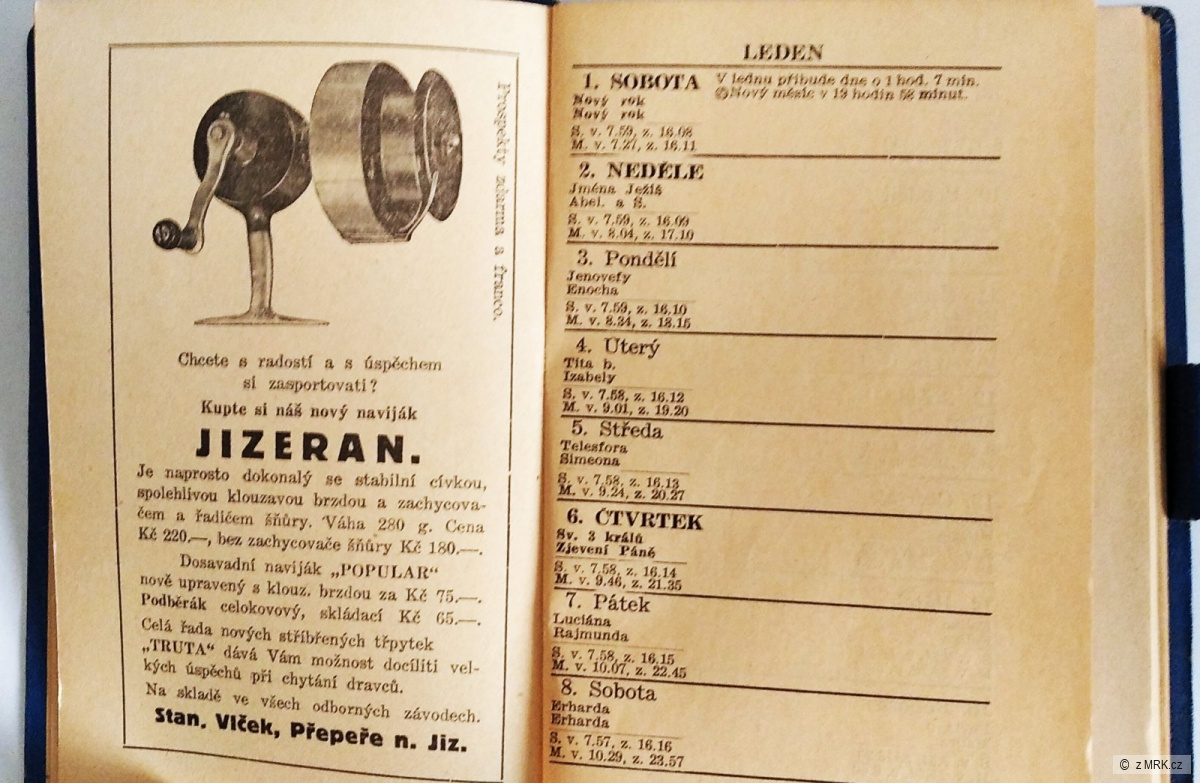 Prospekty zdarma a franco.
Chcete s radostí a s úspěchem
si zasportovati?
Kupte si náš nový naviják
JIZERAN.
Je naprosto dokonalý se stabilní cívkou,
spolehlivou klouzavou brzdou a zachycova-
čem a řadičem šňůry. Váha 280 g. Cena
Kč 220.—, bez zachycovače šňůry Kč 180.—.
Dosavadní naviják „POPULAR“
nově upravený s klouz. brzdou za Kč 75.—.
Podběrák celokovový, skládací Kč 65.—.
Celá řada nových stříbřených třpytek
„TRUTA“ dává Vám možnost docíliti vel-
kých úspěchů při chytání dravců.
Na skladě ve všech odborných závodech.
Stan. Vlček, Přepeře n. Jiz.
LEDEN
1. SOBOTA
V lednu přibude dne o 1 hod. 7 min.
Nový měsíc v 19 hodin 58 minut.
Nový rok
Nový rok
S. v. 7.59, z. 16.08
M. v. 7.27, z. 16.11
2. NEDĚLE
Jména Ježíš
Abel. a S.
S. v. 7.59, z. 16.09
M. v. 8.04, z. 17.10
3. Pondělí
Jenovefy
Enocha
S. v. 7.59, z. 16.10
M. v. 8.34, z. 18.15
4. Úterý
Tita b.
Izabely
S. v. 7.58, z. 16.12
M. v. 9.01, z. 19.20
5. Středa
Telesfora
Simeona
S. v. 7.58, z. 16.13
M. v. 9.24, z. 20.27
6. ČTVRTEK
Sv. 3 králů
Zjevení Páně
S. v. 7.58, z. 16.14
M. v. 9.46, z. 21.35
7. Pátek
Luciána
Rajmunda
S. v. 7.58, z. 16.15
M. v. 10.07, z. 22.45
8. Sobota
Erharda
Erharda
S. v. 7.57, z. 16.16
M. v. 10.29, z. 23.57
© z MRK.cz